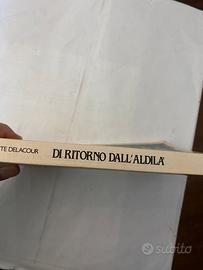 TE DELACOUR DI RITORNO DALL'ALDILÀ
subito